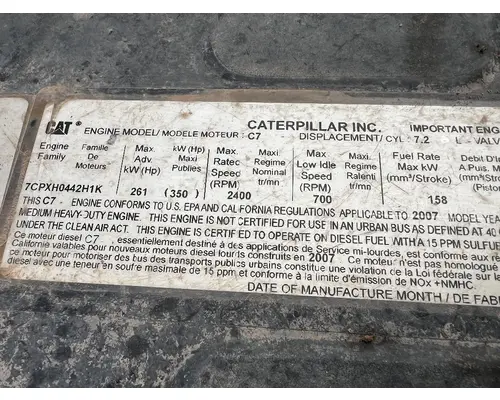 CAT ENGINE MODEL/ MODELE MOTEUR : C7 - CATERPILLAR INC. IMPORTANT ENG
DISPLACEMENT/ CYL : 7.2 L - VALV
Engine Famille Max. kW (Hp) Max. Maxi Max. Maxi Fuel Rate
Family De Adv. Maxi Ratec Regime Low Idle Regime Max kW
Moteurs kW (Hp) Publies Speed Nominal Speed Ralenti (mm³/Stroke)
(RPM) tr/mn (RPM) tr/mn
7CPXH0442H1K 261 (350) 2400 700 158
THIS C7 - ENGINE CONFORMS TO U.S. EPA AND CALIFORNIA REGULATIONS APPLICABLE TO 2007 MODEL YEA
MEDIUM HEAVY-DUTY ENGINE. THIS ENGINE IS NOT CERTIFIED FOR USE IN AN URBAN BUS AS DEFINED AT 40
UNDER THE CLEAN AIR ACT. THIS ENGINE IS CERTIFIED TO OPERATE ON DIESEL FUEL WITH A 15 PPM SULFUR
Ce moteur diesel C7 , essentiellement destiné à des applications de Service mi-lourdes, est conforme aux rè
Californie valables pour nouveaux moteurs diesel lourds construits en 2007 . Ce moteur n'est pas homologué
ce moteur pour motoriser des bus des transports publics urbains constitue une violation de la Loi fédérale sur la
diesel avec une teneur en soufre maximale de 15 ppm et conforme à la limite d'émission de NOx +NMHC.
DATE OF MANUFACTURE MONTH / DE FAB